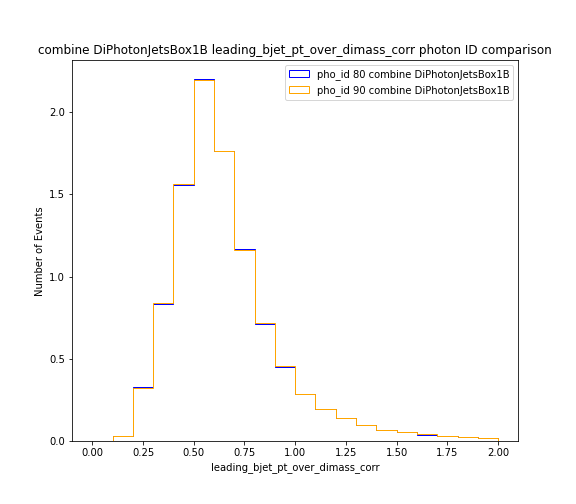 combine DiPhotonJetsBox1B leading_bjet_pt_over_dimass_corr photon ID comparison
pho_id 80 combine DiPhotonJetsBox1B
pho_id 90 combine DiPhotonJetsBox1B
Number of Events
2.0
1.5
1.0
0.5
0.0
0.00 0.25 0.50 0.75 1.00 1.25 1.50 1.75 2.00
leading_bjet_pt_over_dimass_corr